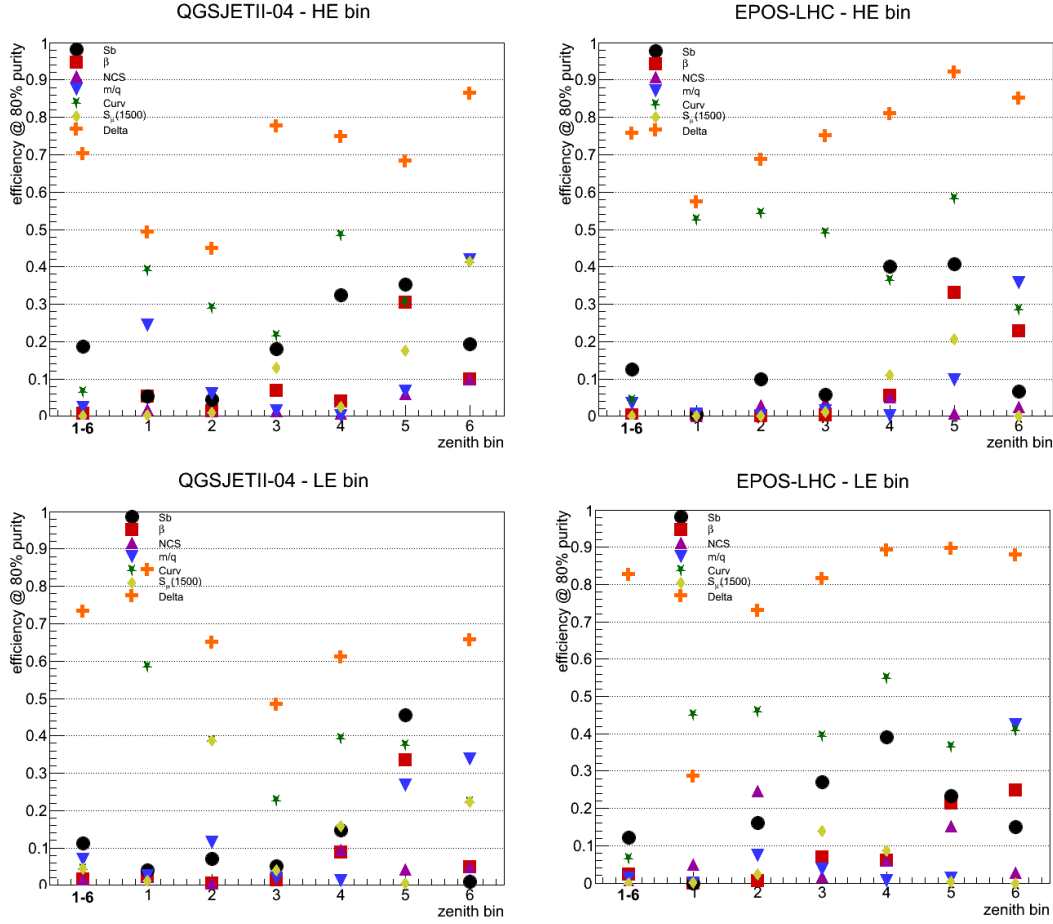 QGSJETII-04 - HE bin
efficiency @ 80% purity
1
0.9
0.8
0.7
0.6
0.5
0.4
0.3
0.2
0.1
0
Sb
β
NCS
m/q
Curv
Sμ(1500)
Delta
1-6
1
2
3
4
5
6
zenith bin
EPOS-LHC - HE bin
efficiency @ 80% purity
1
0.9
0.8
0.7
0.6
0.5
0.4
0.3
0.2
0.1
0
Sb
β
NCS
m/q
Curv
Sμ(1500)
Delta
1-6
1
2
3
4
5
6
zenith bin
QGSJETII-04 - LE bin
efficiency @ 80% purity
1
0.9
0.8
0.7
0.6
0.5
0.4
0.3
0.2
0.1
0
Sb
β
NCS
m/q
Curv
Sμ(1500)
Delta
1-6
1
2
3
4
5
6
zenith bin
EPOS-LHC - LE bin
efficiency @ 80% purity
1
0.9
0.8
0.7
0.6
0.5
0.4
0.3
0.2
0.1
0
Sb
β
NCS
m/q
Curv
Sμ(1500)
Delta
1-6
1
2
3
4
5
6
zenith bin